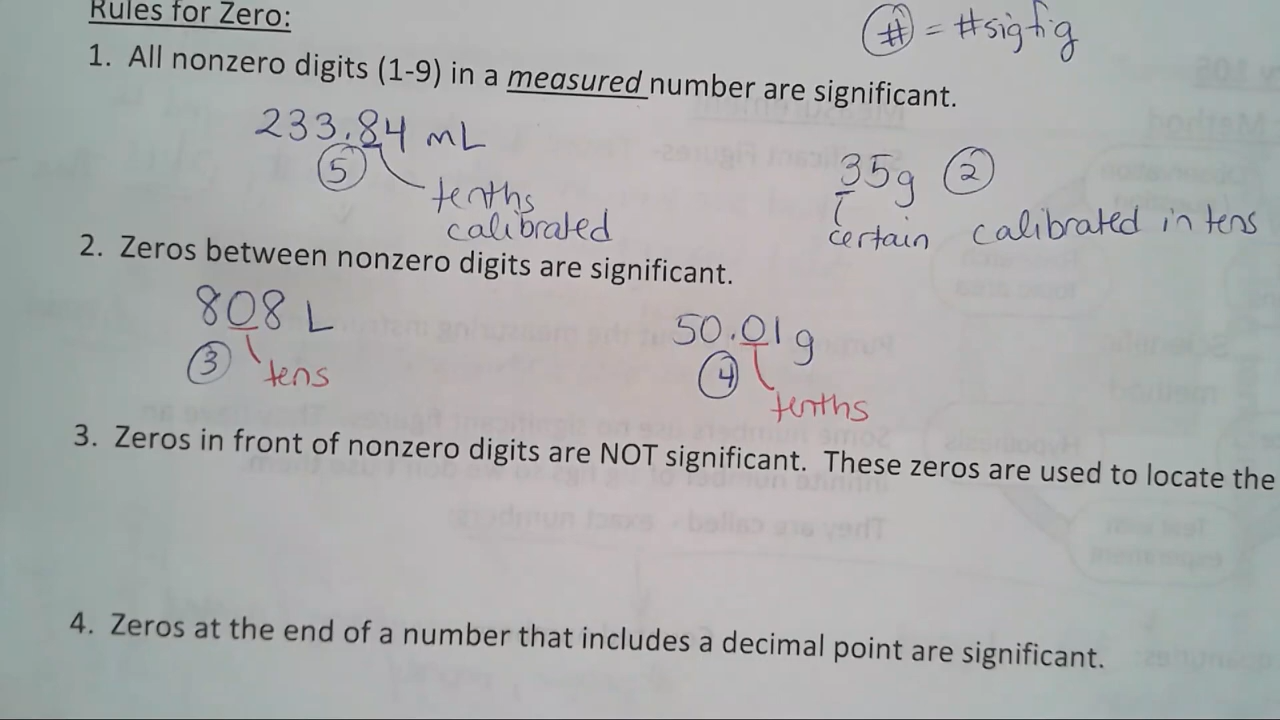 Rules for Zero:
# = #sigfig
1. All nonzero digits (1-9) in a measured number are significant.
233.84 mL
5
tenths
calibrated
35g 2
certain calibrated in tens
2. Zeros between nonzero digits are significant.
808 L
3
tens
50.01g
4
tenths
3. Zeros in front of nonzero digits are NOT significant. These zeros are used to locate the
4. Zeros at the end of a number that includes a decimal point are significant.